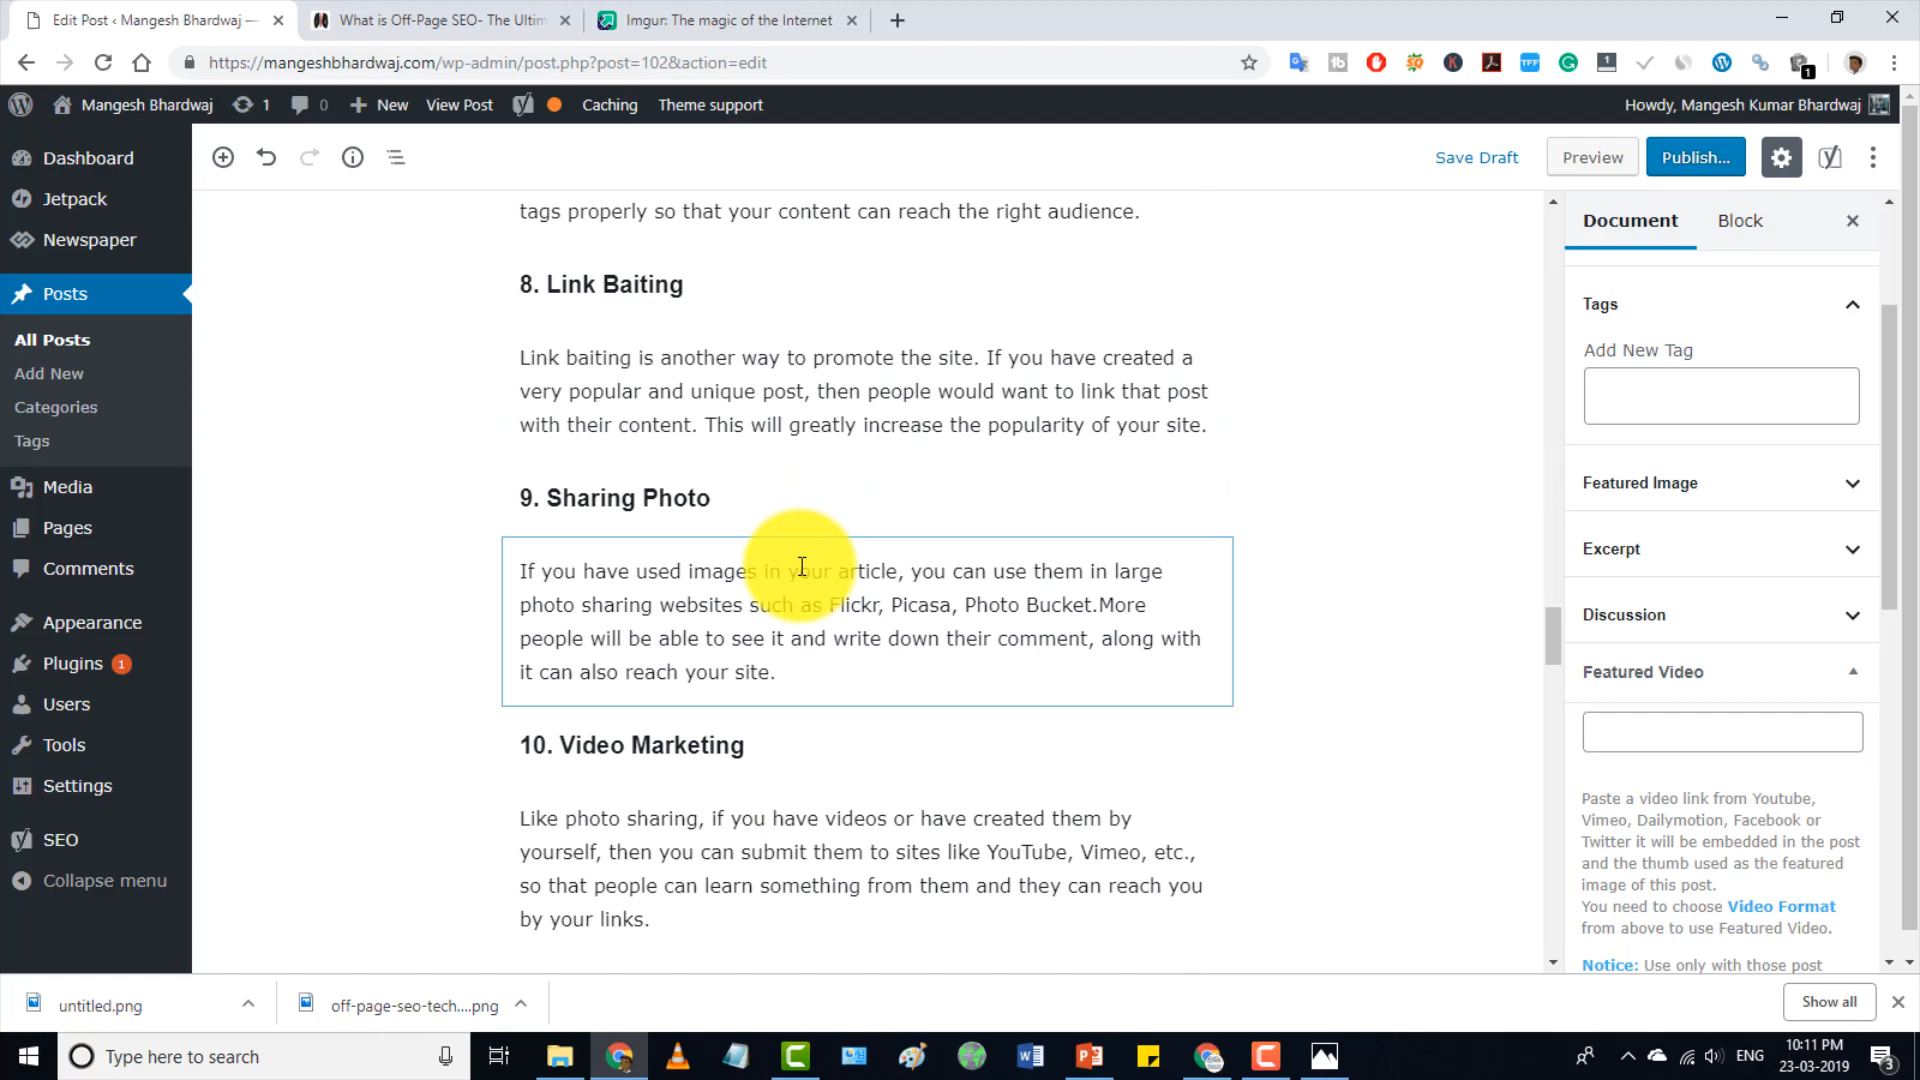 Edit Post ‹ Mangesh Bhardwaj —
What is Off-Page SEO- The Ultim
Imgur: The magic of the Internet
https://mangeshbhardwaj.com/wp-admin/post.php?post=102&action=edit
Mangesh Bhardwaj
1
0
New
View Post
Caching
Theme support
Howdy, Mangesh Kumar Bhardwaj
Dashboard
Jetpack
Newspaper
Posts
All Posts
Add New
Categories
Tags
Media
Pages
Comments
Appearance
Plugins 1
Users
Tools
Settings
SEO
Collapse menu
Save Draft
Preview
Publish...
tags properly so that your content can reach the right audience.
8. Link Baiting
Link baiting is another way to promote the site. If you have created a
very popular and unique post, then people would want to link that post
with their content. This will greatly increase the popularity of your site.
9. Sharing Photo
If you have used images in your article, you can use them in large
photo sharing websites such as Flickr, Picasa, Photo Bucket.More
people will be able to see it and write down their comment, along with
it can also reach your site.
10. Video Marketing
Like photo sharing, if you have videos or have created them by
yourself, then you can submit them to sites like YouTube, Vimeo, etc.,
so that people can learn something from them and they can reach you
by your links.
Document
Block
Tags
Add New Tag
Featured Image
Excerpt
Discussion
Featured Video
Paste a video link from Youtube,
Vimeo, Dailymotion, Facebook or
Twitter it will be embedded in the post
and the thumb used as the featured
image of this post.
You need to choose Video Format
from above to use Featured Video.
Notice: Use only with those post
untitled.png
off-page-seo-tech....png
Show all
Type here to search
ENG
10:11 PM
23-03-2019
3